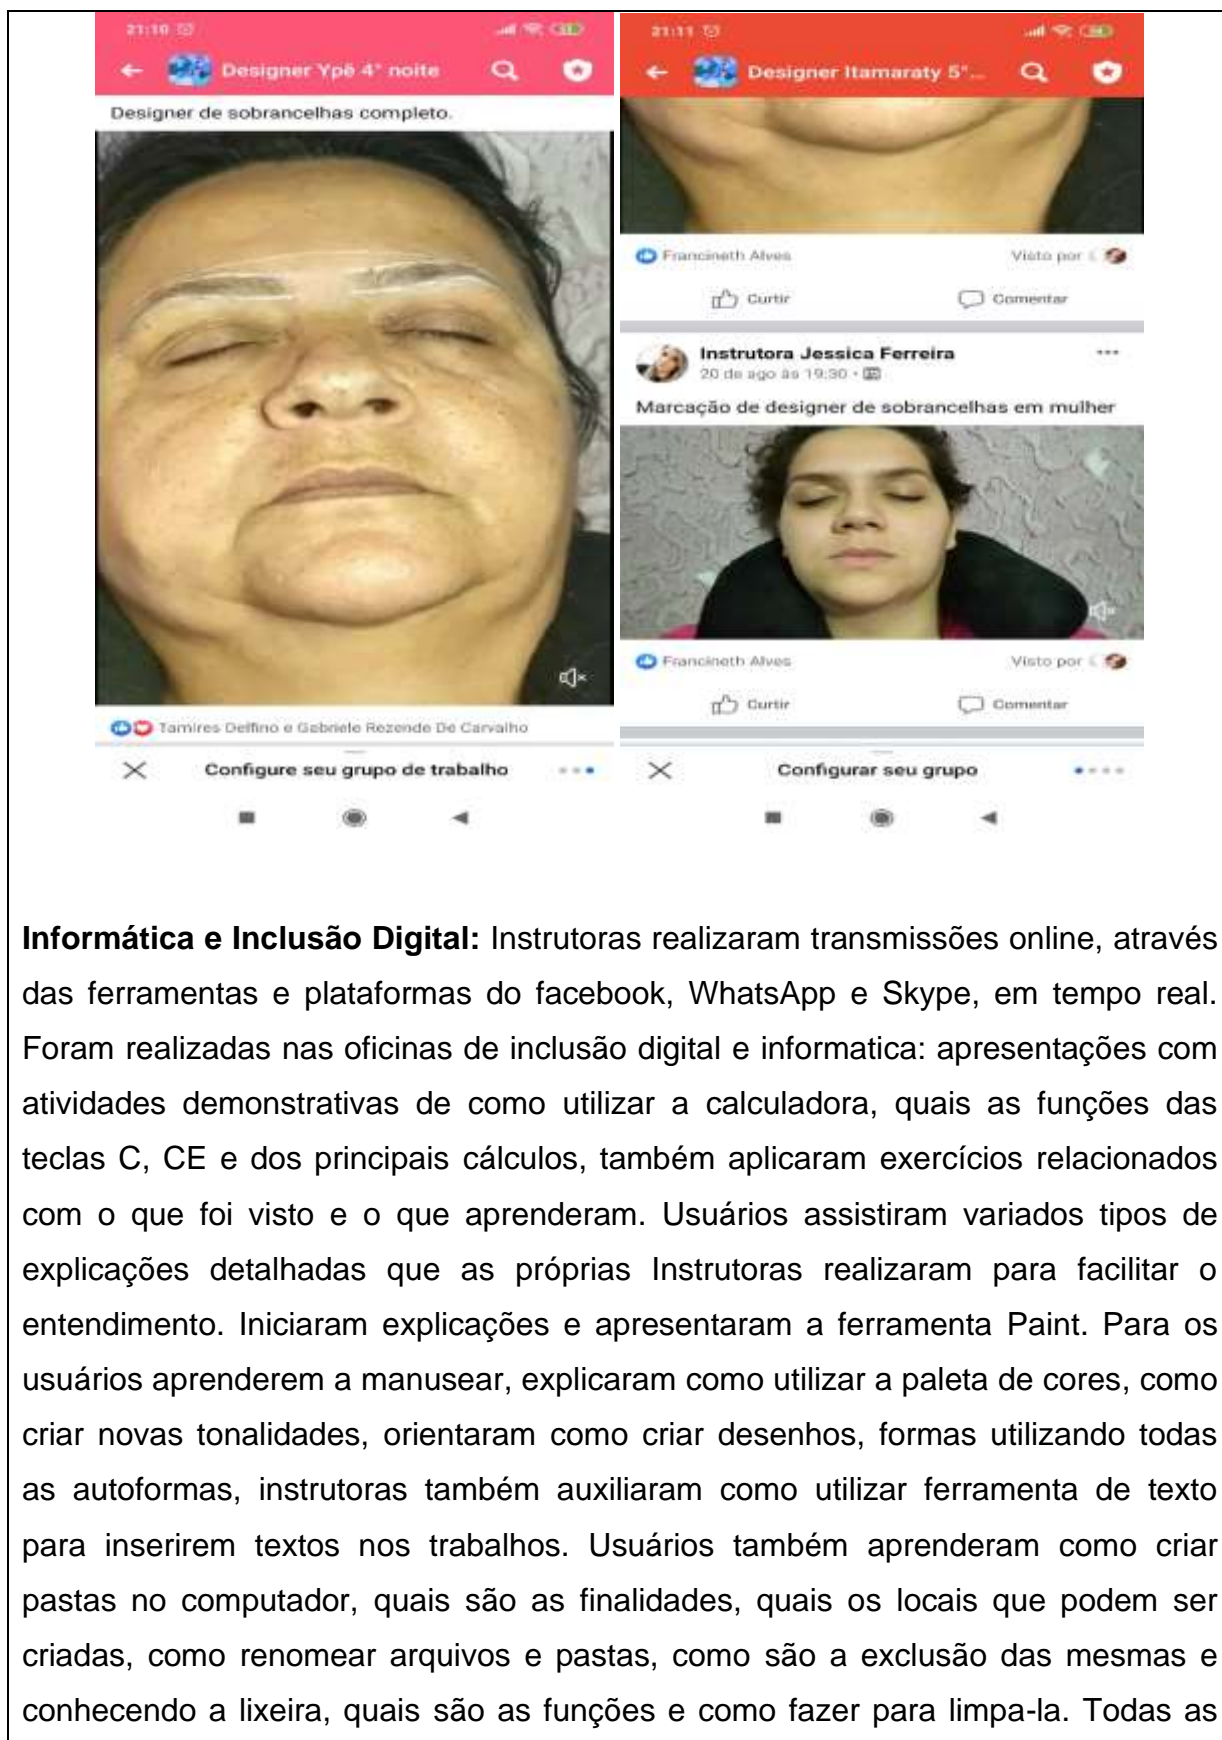 21:10
Designer Ypê 4° noite
Designer de sobrancelhas completo.
Tamires Delfino e Gabriele Rezende De Carvalho
Configure seu grupo de trabalho
21:11
Designer Itamaraty 5°...
Francineth Alves
Visto por
Curtir
Comentar
Instrutora Jessica Ferreira
20 de ago às 19:30 •
Marcação de designer de sobrancelhas em mulher
Francineth Alves
Visto por
Curtir
Comentar
Configurar seu grupo
Informática e Inclusão Digital: Instrutoras realizaram transmissões online, através
das ferramentas e plataformas do facebook, WhatsApp e Skype, em tempo real.
Foram realizadas nas oficinas de inclusão digital e informatica: apresentações com
atividades demonstrativas de como utilizar a calculadora, quais as funções das
teclas C, CE e dos principais cálculos, também aplicaram exercícios relacionados
com o que foi visto e o que aprenderam. Usuários assistiram variados tipos de
explicações detalhadas que as próprias Instrutoras realizaram para facilitar o
entendimento. Iniciaram explicações e apresentaram a ferramenta Paint. Para os
usuários aprenderem a manusear, explicaram como utilizar a paleta de cores, como
criar novas tonalidades, orientaram como criar desenhos, formas utilizando todas
as autoformas, instrutoras também auxiliaram como utilizar ferramenta de texto
para inserirem textos nos trabalhos. Usuários também aprenderam como criar
pastas no computador, quais são as finalidades, quais os locais que podem ser
criadas, como renomear arquivos e pastas, como são a exclusão das mesmas e
conhecendo a lixeira, quais são as funções e como fazer para limpa-la. Todas as